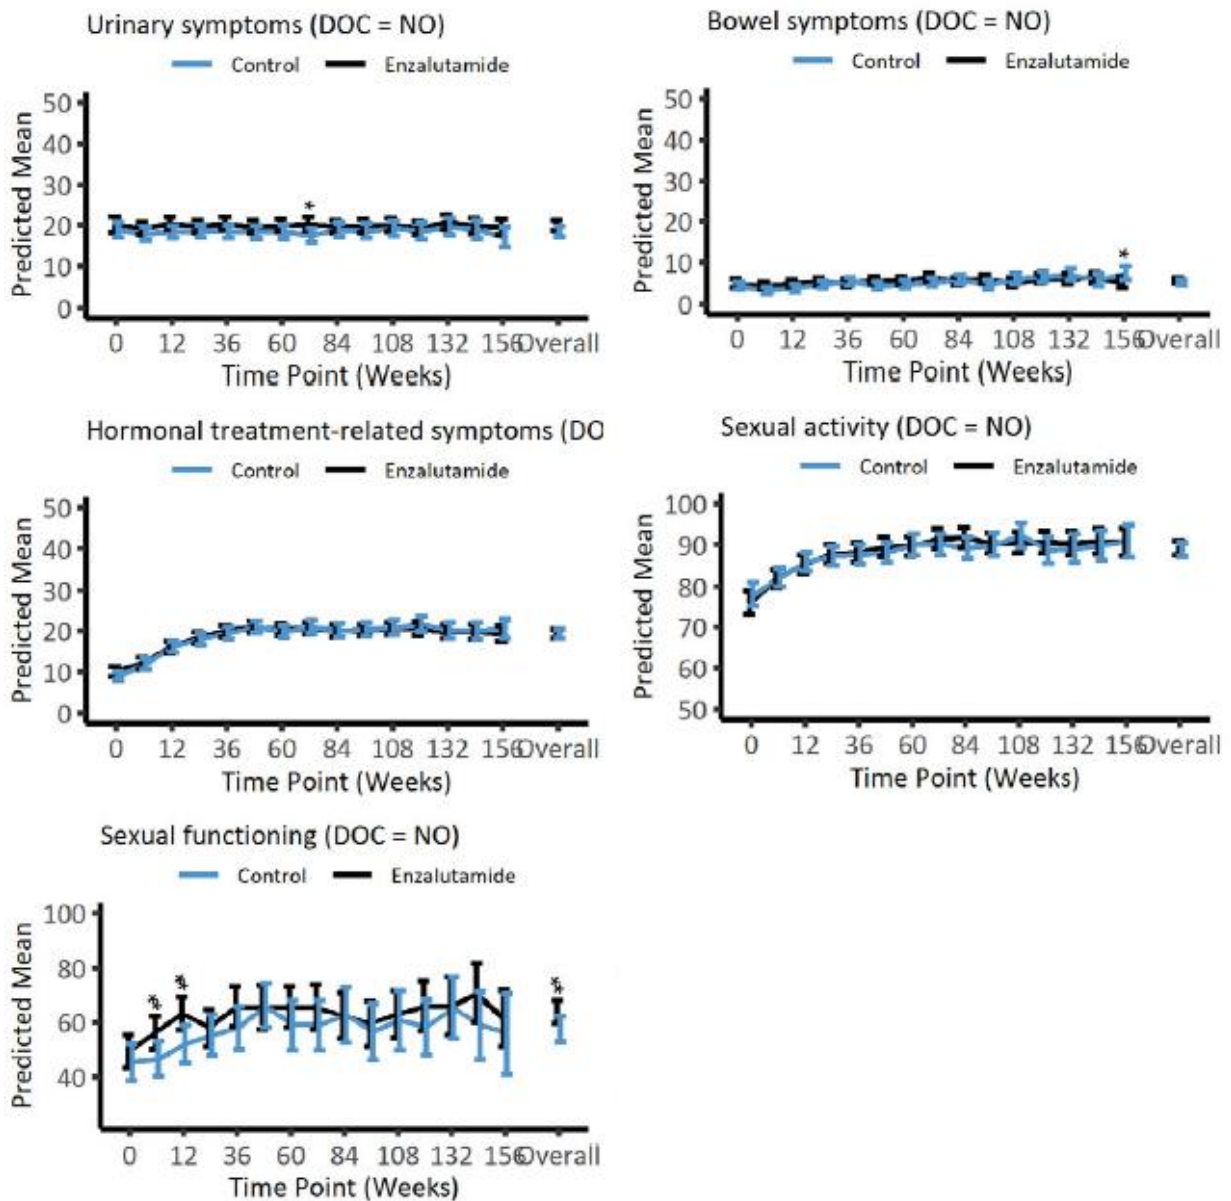 Urinary symptoms (DOC = NO)
Control Enzalutamide
Predicted Mean
50
40
30
20
10
0
*
0 12 36 60 84 108 132 156 Overall
Time Point (Weeks)
Bowel symptoms (DOC = NO)
Control Enzalutamide
Predicted Mean
50
40
30
20
10
0
*
0 12 36 60 84 108 132 156 Overall
Time Point (Weeks)
Hormonal treatment-related symptoms (DO
Control Enzalutamide
Predicted Mean
50
40
30
20
10
0
0 12 36 60 84 108 132 156 Overall
Time Point (Weeks)
Sexual activity (DOC = NO)
Control Enzalutamide
Predicted Mean
100
90
80
70
60
50
0 12 36 60 84 108 132 156 Overall
Time Point (Weeks)
Sexual functioning (DOC = NO)
Control Enzalutamide
Predicted Mean
100
80
60
40
0 12 36 60 84 108 132 156 Overall
Time Point (Weeks)